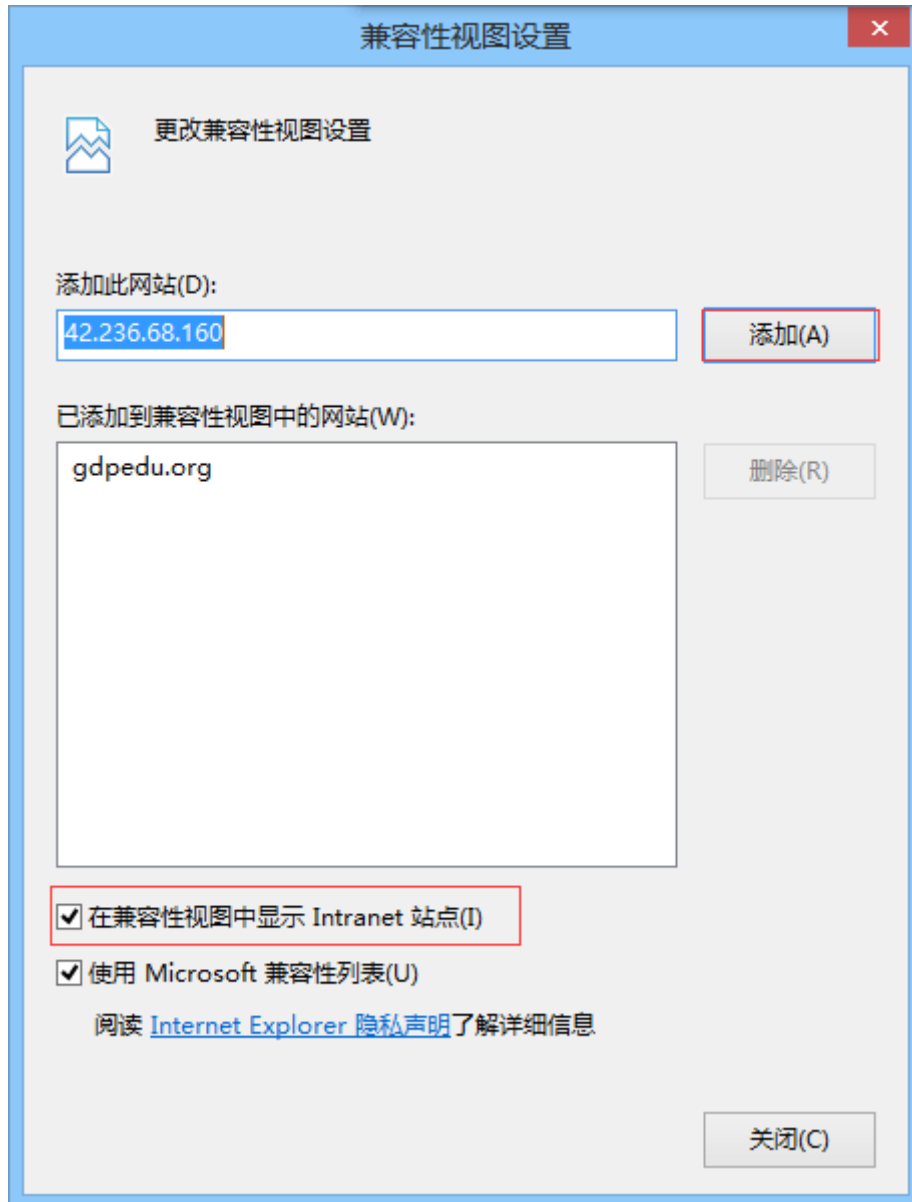 兼容性视图设置
更改兼容性视图设置
添加此网站(D):
42.236.68.160
添加(A)
已添加到兼容性视图中的网站(W):
gdpedu.org
删除(R)
在兼容性视图中显示 Intranet 站点(I)
使用 Microsoft 兼容性列表(U)
阅读 Internet Explorer 隐私声明了解详细信息
关闭(C)